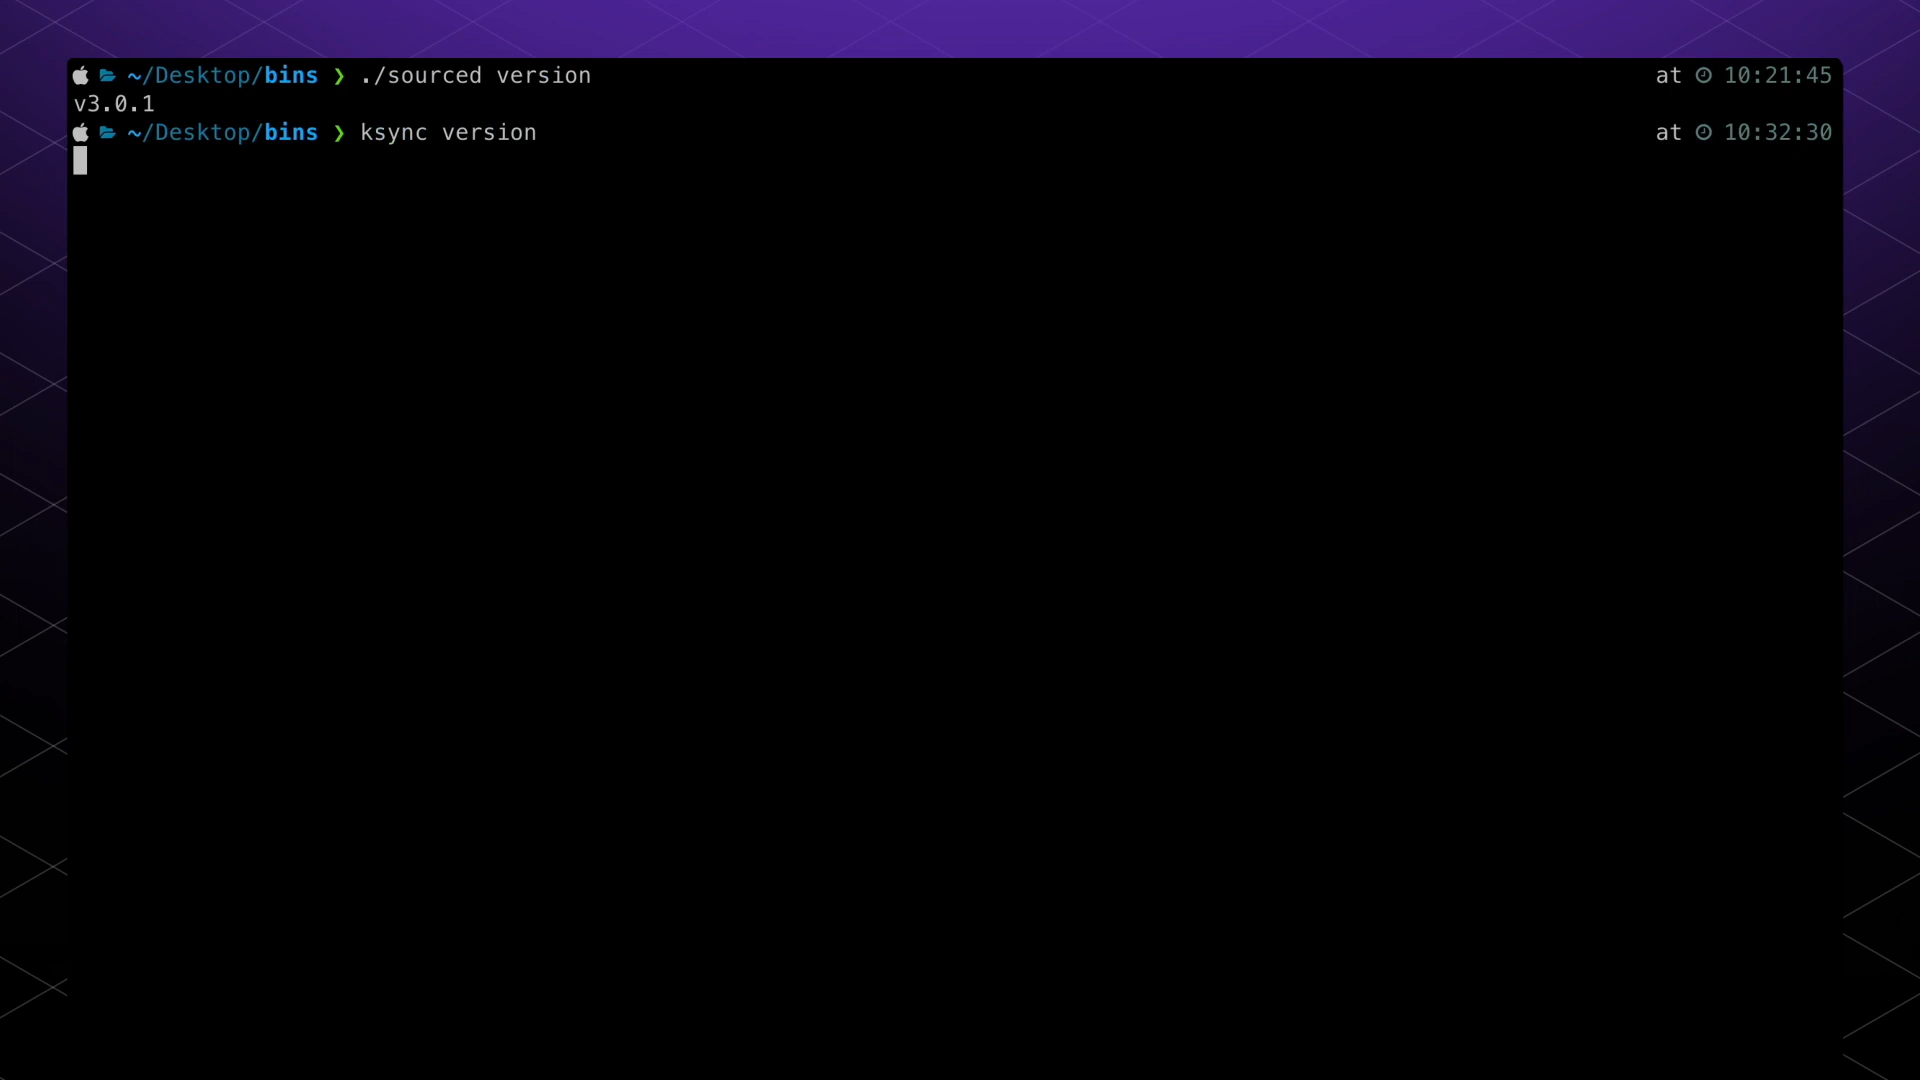 ~/Desktop/bins ❯ ./sourced version at 10:21:45
v3.0.1
~/Desktop/bins ❯ ksync version at 10:32:30